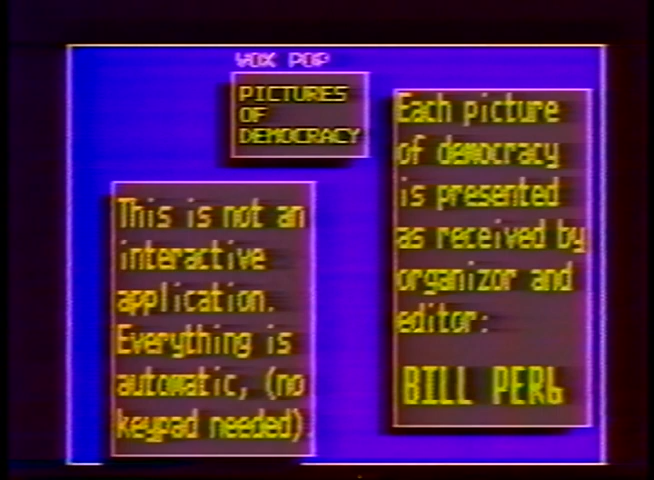 VOX POP
PICTURES
OF
DEMOCRACY
This is not an
interactive
application.
Everything is
automatic, (no
keypad needed)
Each picture
of democracy
is presented
as received by
organizor and
editor:
BILL PERb